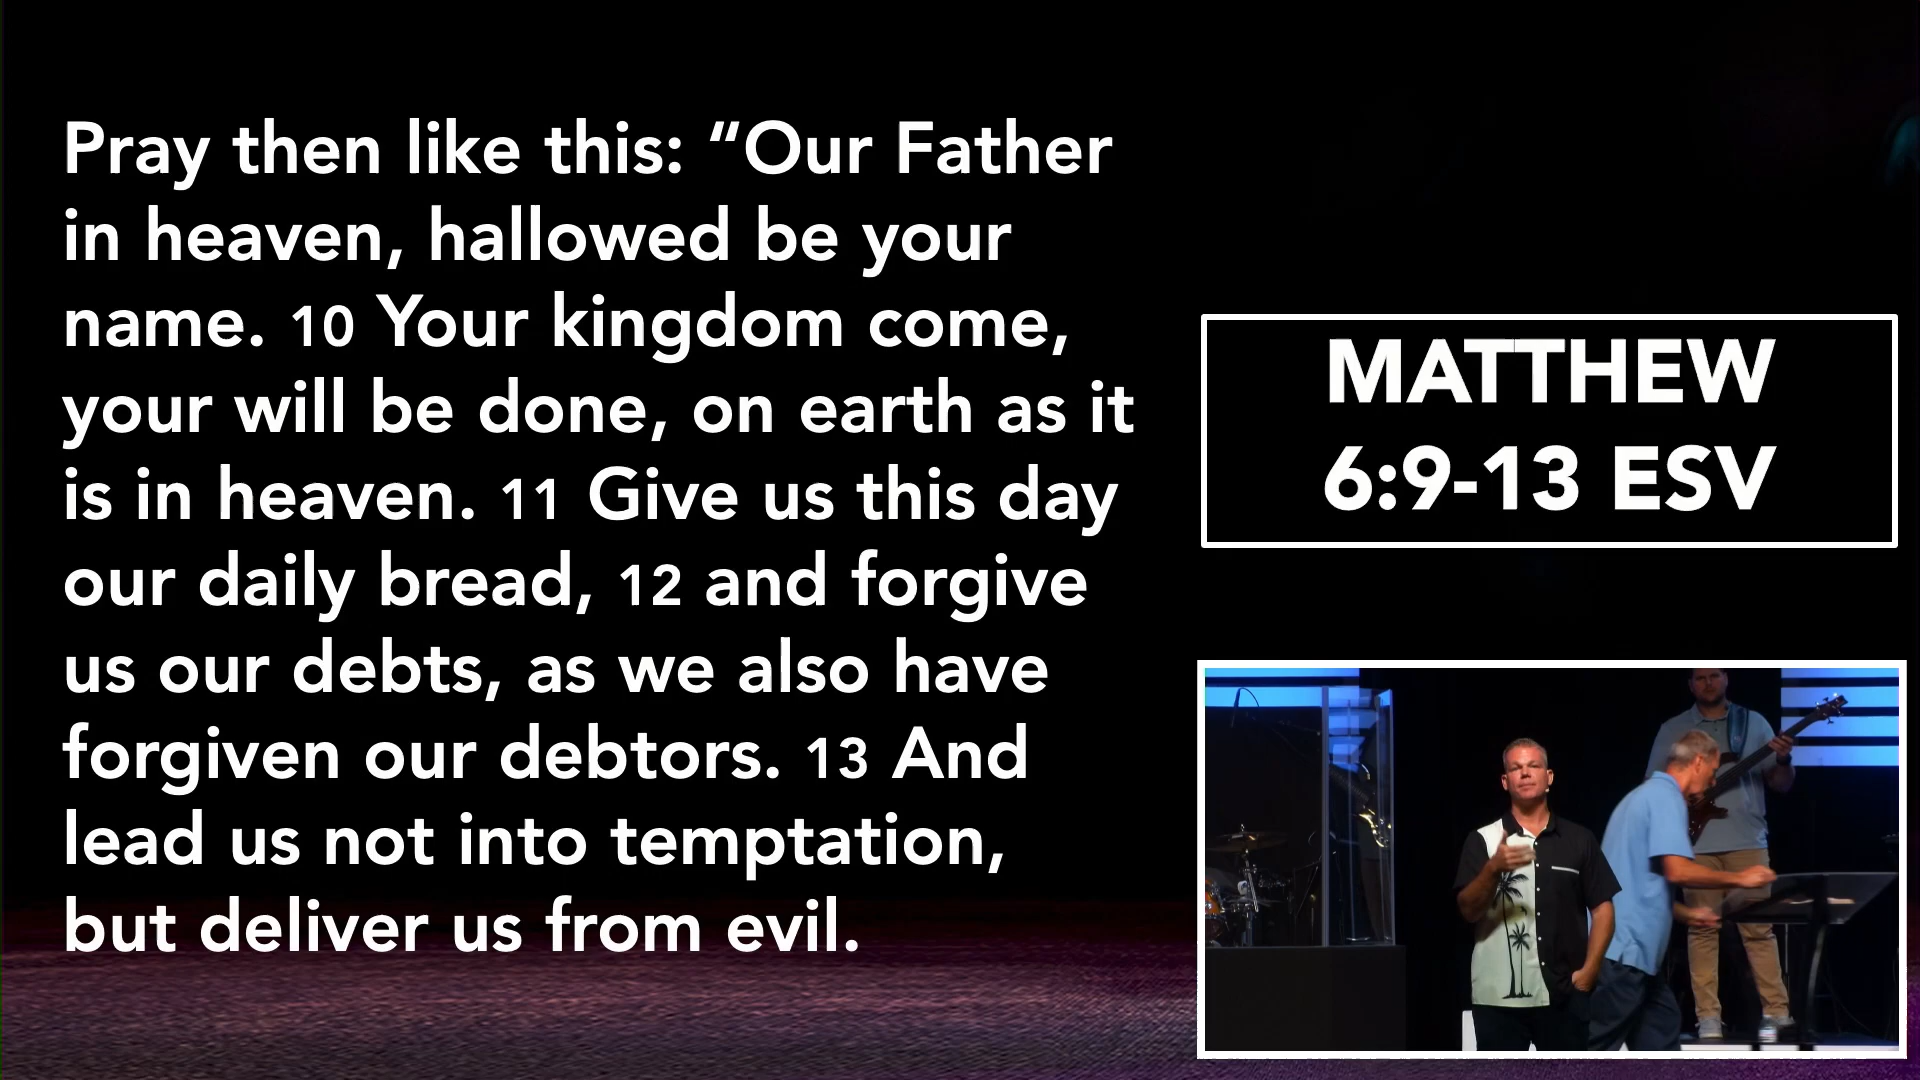 Pray then like this: “Our Father
in heaven, hallowed be your
name. 10 Your kingdom come,
your will be done, on earth as it
is in heaven. 11 Give us this day
our daily bread, 12 and forgive
us our debts, as we also have
forgiven our debtors. 13 And
lead us not into temptation,
but deliver us from evil.
MATTHEW
6:9-13 ESV